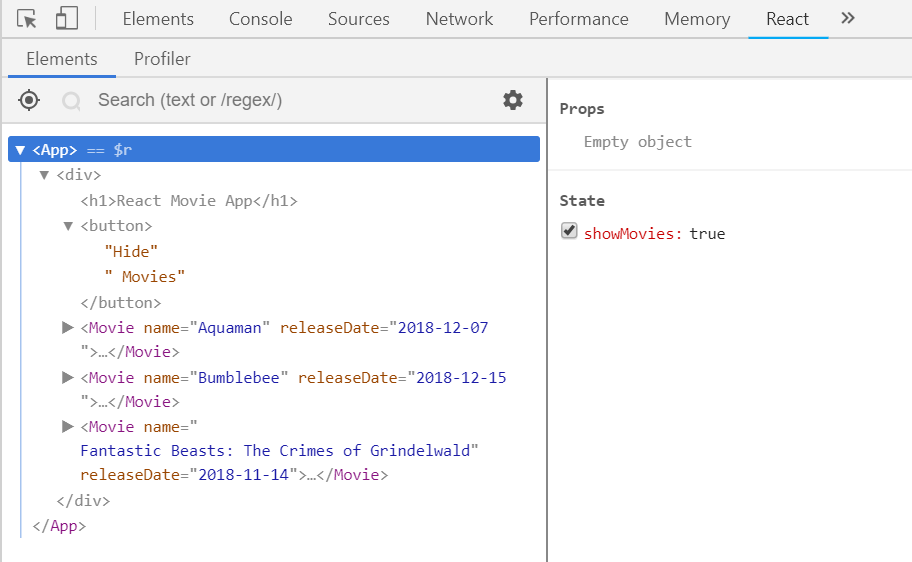 Elements Console Sources Network Performance Memory React »
Elements Profiler
Search (text or /regex/)
▼ <App> == $r
▼ <div>
<h1>React Movie App</h1>
▼ <button>
"Hide"
" Movies"
</button>
▶ <Movie name="Aquaman" releaseDate="2018-12-07
">…</Movie>
▶ <Movie name="Bumblebee" releaseDate="2018-12-15
">…</Movie>
▶ <Movie name="
Fantastic Beasts: The Crimes of Grindelwald"
releaseDate="2018-11-14">…</Movie>
</div>
</App>
Props
Empty object
State
showMovies: true